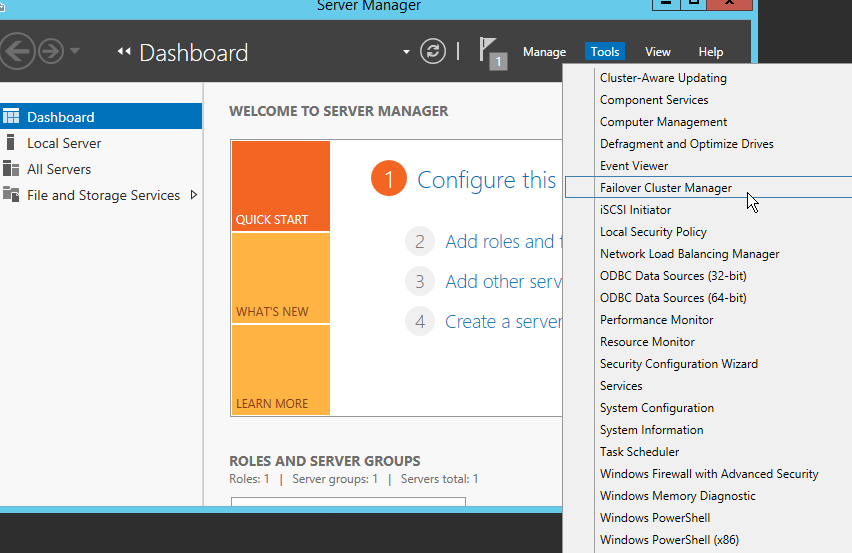 Server Manager
Dashboard
1
Manage
Tools
View
Help
Dashboard
Local Server
All Servers
File and Storage Services
WELCOME TO SERVER MANAGER
QUICK START
WHAT'S NEW
LEARN MORE
1 Configure this
2 Add roles and f
3 Add other serv
4 Create a server
ROLES AND SERVER GROUPS
Roles: 1 | Server groups: 1 | Servers total: 1
Cluster-Aware Updating
Component Services
Computer Management
Defragment and Optimize Drives
Event Viewer
Failover Cluster Manager
iSCSI Initiator
Local Security Policy
Network Load Balancing Manager
ODBC Data Sources (32-bit)
ODBC Data Sources (64-bit)
Performance Monitor
Resource Monitor
Security Configuration Wizard
Services
System Configuration
System Information
Task Scheduler
Windows Firewall with Advanced Security
Windows Memory Diagnostic
Windows PowerShell
Windows PowerShell (x86)